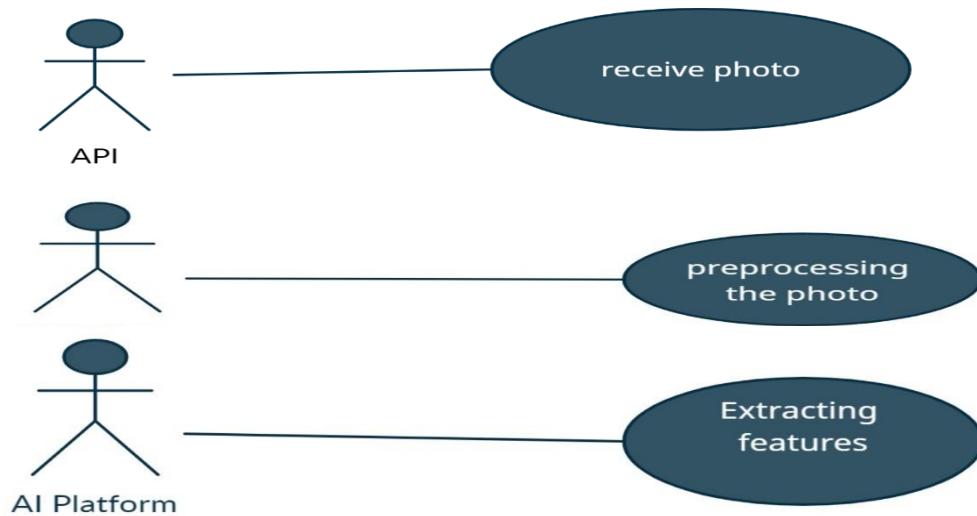 receive photo
API
preprocessing
the photo
Extracting
features
AI Platform